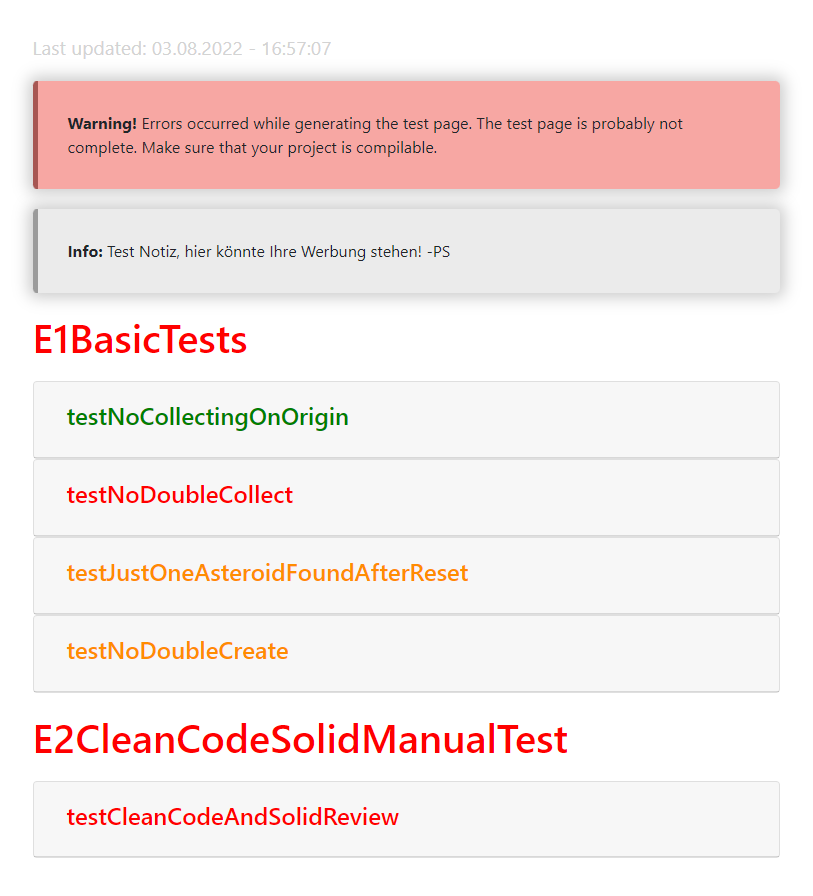 Last updated: 03.08.2022 - 16:57:07
Warning! Errors occurred while generating the test page. The test page is probably not
complete. Make sure that your project is compilable.
Info: Test Notiz, hier könnte Ihre Werbung stehen! -PS
E1BasicTests
testNoCollectingOnOrigin
testNoDoubleCollect
testJustOneAsteroidFoundAfterReset
testNoDoubleCreate
E2CleanCodeSolidManualTest
testCleanCodeAndSolidReview